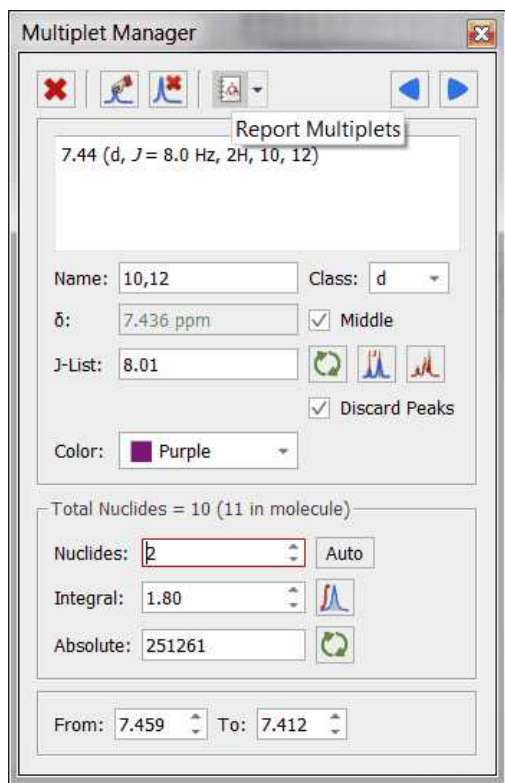 Multiplet Manager
Report Multiplets
7.44 (d, J = 8.0 Hz, 2H, 10, 12)
Name: 10,12 Class: d
δ: 7.436 ppm Middle
J-List: 8.01
Discard Peaks
Color: Purple
Total Nuclides = 10 (11 in molecule)
Nuclides: 2 Auto
Integral: 1.80
Absolute: 251261
From: 7.459 To: 7.412